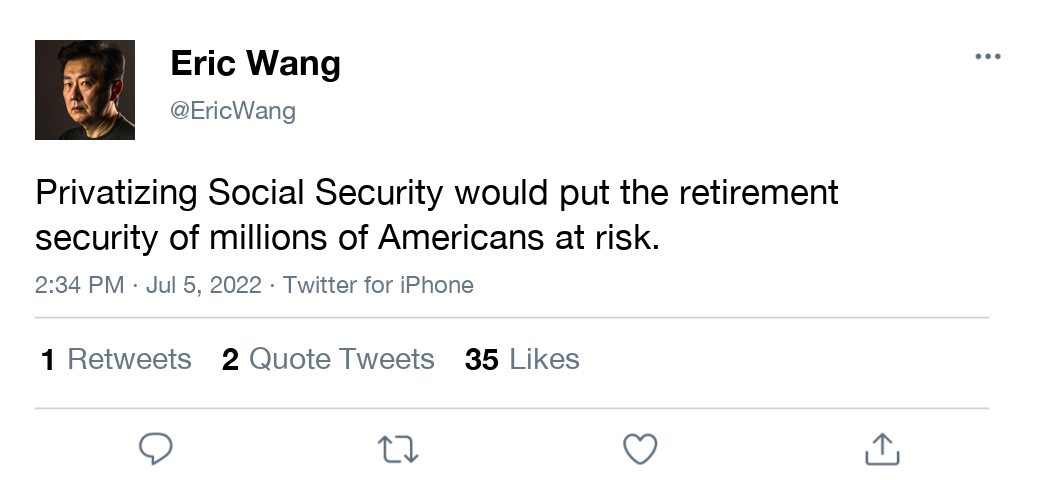 Eric Wang
@EricWang
Privatizing Social Security would put the retirement
security of millions of Americans at risk.
2:34 PM · Jul 5, 2022 · Twitter for iPhone
1 Retweets 2 Quote Tweets 35 Likes